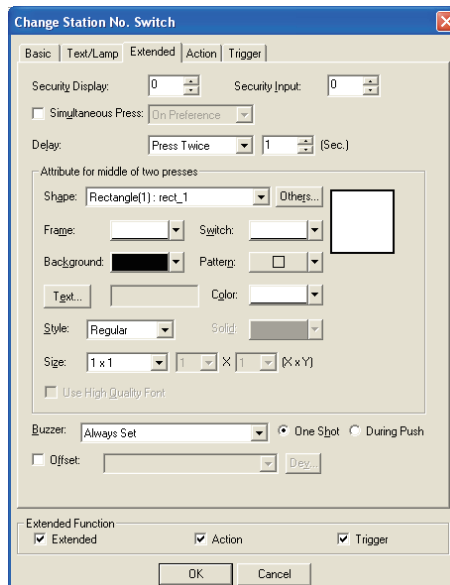 Change Station No. Switch
Basic Text/Lamp Extended Action Trigger
Security Display: 0 Security Input: 0
Simultaneous Press: On Preference
Delay: Press Twice 1 (Sec.)
Attribute for middle of two presses
Shape: Rectangle(1) : rect_1 Others...
Frame: Switch:
Background: Pattern:
Text... Color:
Style: Regular Solid:
Size: 1 x 1 1 X 1 (X x Y)
Use High Quality Font
Buzzer: Always Set One Shot During Push
Offset: Dev...
Extended Function
Extended Action Trigger
OK Cancel